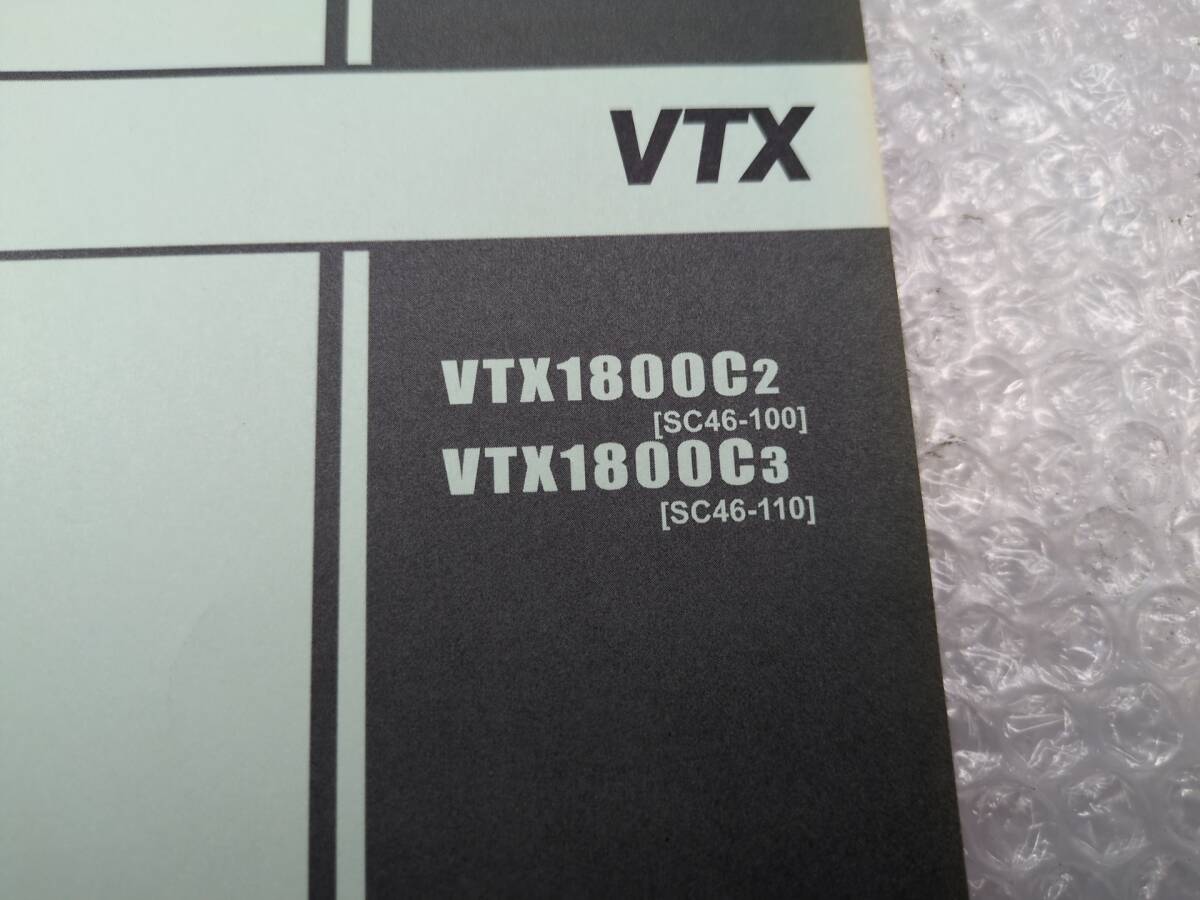 VTX
VTX1800C2
[SC46-100]
VTX1800C3
[SC46-110]